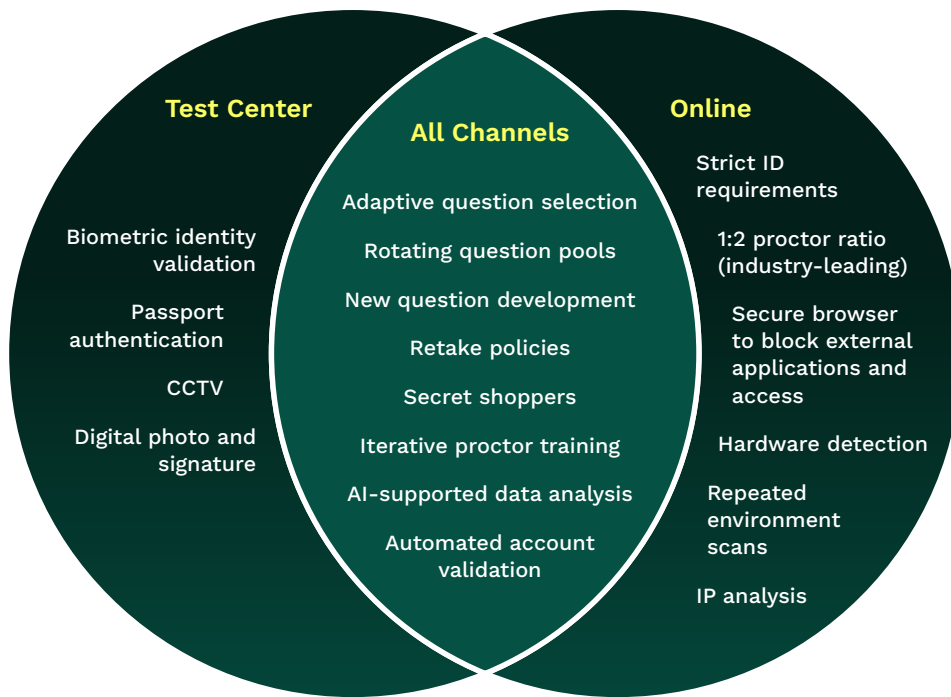 Test Center
Biometric identity
validation
Passport
authentication
CCTV
Digital photo and
signature
All Channels
Adaptive question selection
Rotating question pools
New question development
Retake policies
Secret shoppers
Iterative proctor training
AI-supported data analysis
Automated account
validation
Online
Strict ID
requirements
1:2 proctor ratio
(industry-leading)
Secure browser
to block external
applications and
access
Hardware detection
Repeated
environment
scans
IP analysis